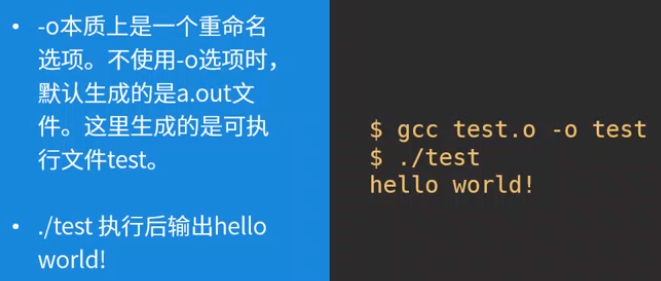 • -o本质上是一个重命名
选项。不使用-o选项时，
默认生成的是a.out文
件。这里生成的是可执
行文件test。
• ./test 执行后输出hello
world!
$ gcc test.o -o test
$ ./test
hello world!